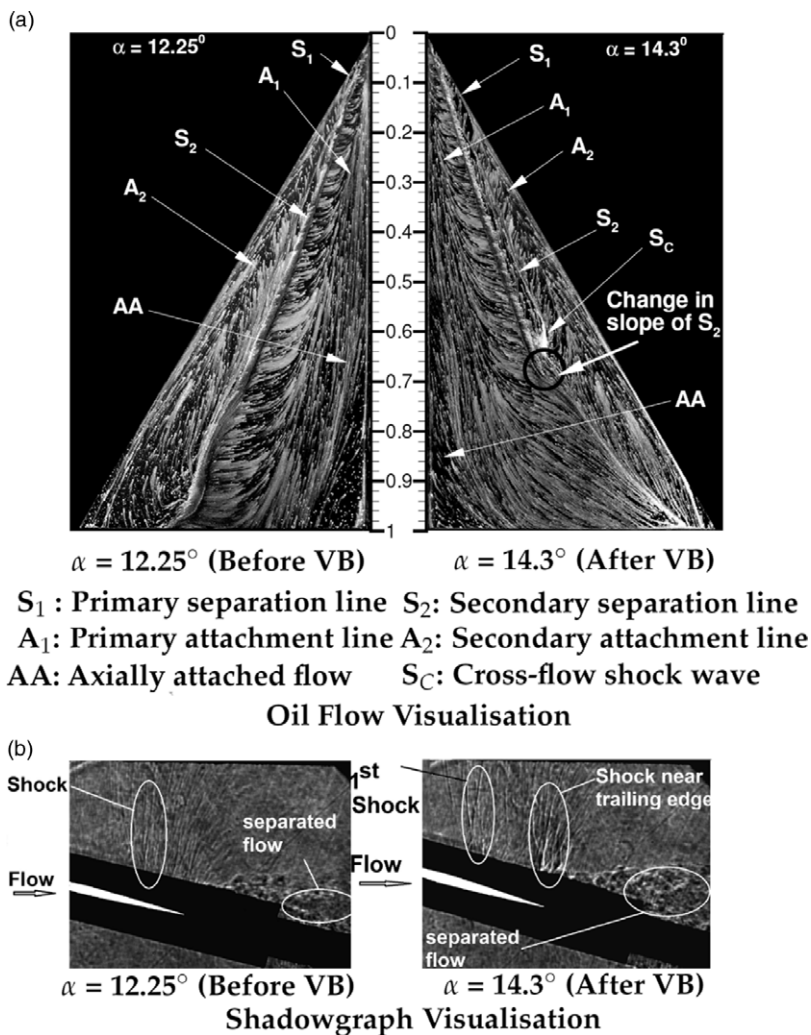 (a)
α = 12.25⁰
α = 14.3⁰
S₁
A₁
S₂
A₂
AA
0
0.1
0.2
0.3
0.4
0.5
0.6
0.7
0.8
0.9
1
S₁
A₁
A₂
S₂
S_C
Change in
slope of S₂
AA
α = 12.25° (Before VB)
α = 14.3° (After VB)
S₁ : Primary separation line S₂: Secondary separation line
A₁: Primary attachment line A₂: Secondary attachment line
AA: Axially attached flow S_C: Cross-flow shock wave
Oil Flow Visualisation
(b)
Shock
separated
flow
Flow
1st
Shock
Shock near
trailing edge
Flow
separated
flow
α = 12.25° (Before VB)
α = 14.3° (After VB)
Shadowgraph Visualisation